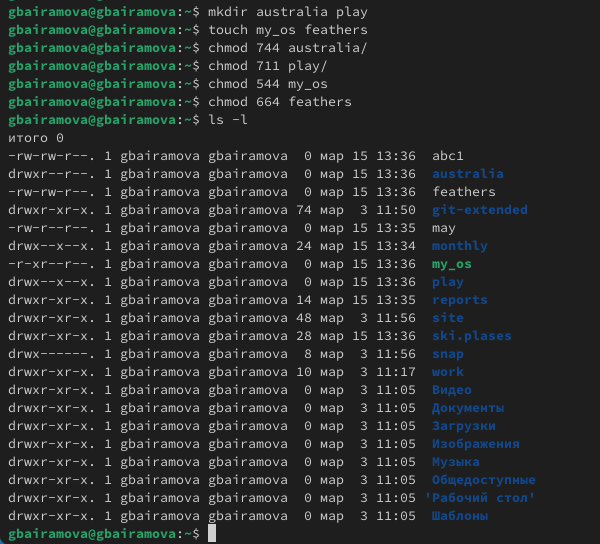 gbairamova@gbairamova:~$ mkdir australia play
gbairamova@gbairamova:~$ touch my_os feathers
gbairamova@gbairamova:~$ chmod 744 australia/
gbairamova@gbairamova:~$ chmod 711 play/
gbairamova@gbairamova:~$ chmod 544 my_os
gbairamova@gbairamova:~$ chmod 664 feathers
gbairamova@gbairamova:~$ ls -l
итого 0
-rw-rw-r--. 1 gbairamova gbairamova  0 мар 15 13:36  abc1
drwxr--r--. 1 gbairamova gbairamova  0 мар 15 13:36  australia
-rw-rw-r--. 1 gbairamova gbairamova  0 мар 15 13:36  feathers
drwxr-xr-x. 1 gbairamova gbairamova 74 мар  3 11:50  git-extended
-rw-r--r--. 1 gbairamova gbairamova  0 мар 15 13:35  may
drwx--x--x. 1 gbairamova gbairamova 24 мар 15 13:34  monthly
-r-xr--r--. 1 gbairamova gbairamova  0 мар 15 13:36  my_os
drwx--x--x. 1 gbairamova gbairamova  0 мар 15 13:36  play
drwxr-xr-x. 1 gbairamova gbairamova 14 мар 15 13:35  reports
drwxr-xr-x. 1 gbairamova gbairamova 48 мар  3 11:56  site
drwxr-xr-x. 1 gbairamova gbairamova 28 мар 15 13:36  ski.plases
drwx------. 1 gbairamova gbairamova  8 мар  3 11:56  snap
drwxr-xr-x. 1 gbairamova gbairamova 10 мар  3 11:17  work
drwxr-xr-x. 1 gbairamova gbairamova  0 мар  3 11:05  Видео
drwxr-xr-x. 1 gbairamova gbairamova  0 мар  3 11:05  Документы
drwxr-xr-x. 1 gbairamova gbairamova  0 мар  3 11:05  Загрузки
drwxr-xr-x. 1 gbairamova gbairamova  0 мар  3 11:05  Изображения
drwxr-xr-x. 1 gbairamova gbairamova  0 мар  3 11:05  Музыка
drwxr-xr-x. 1 gbairamova gbairamova  0 мар  3 11:05  Общедоступные
drwxr-xr-x. 1 gbairamova gbairamova  0 мар  3 11:05 'Рабочий стол'
drwxr-xr-x. 1 gbairamova gbairamova  0 мар  3 11:05  Шаблоны
gbairamova@gbairamova:~$